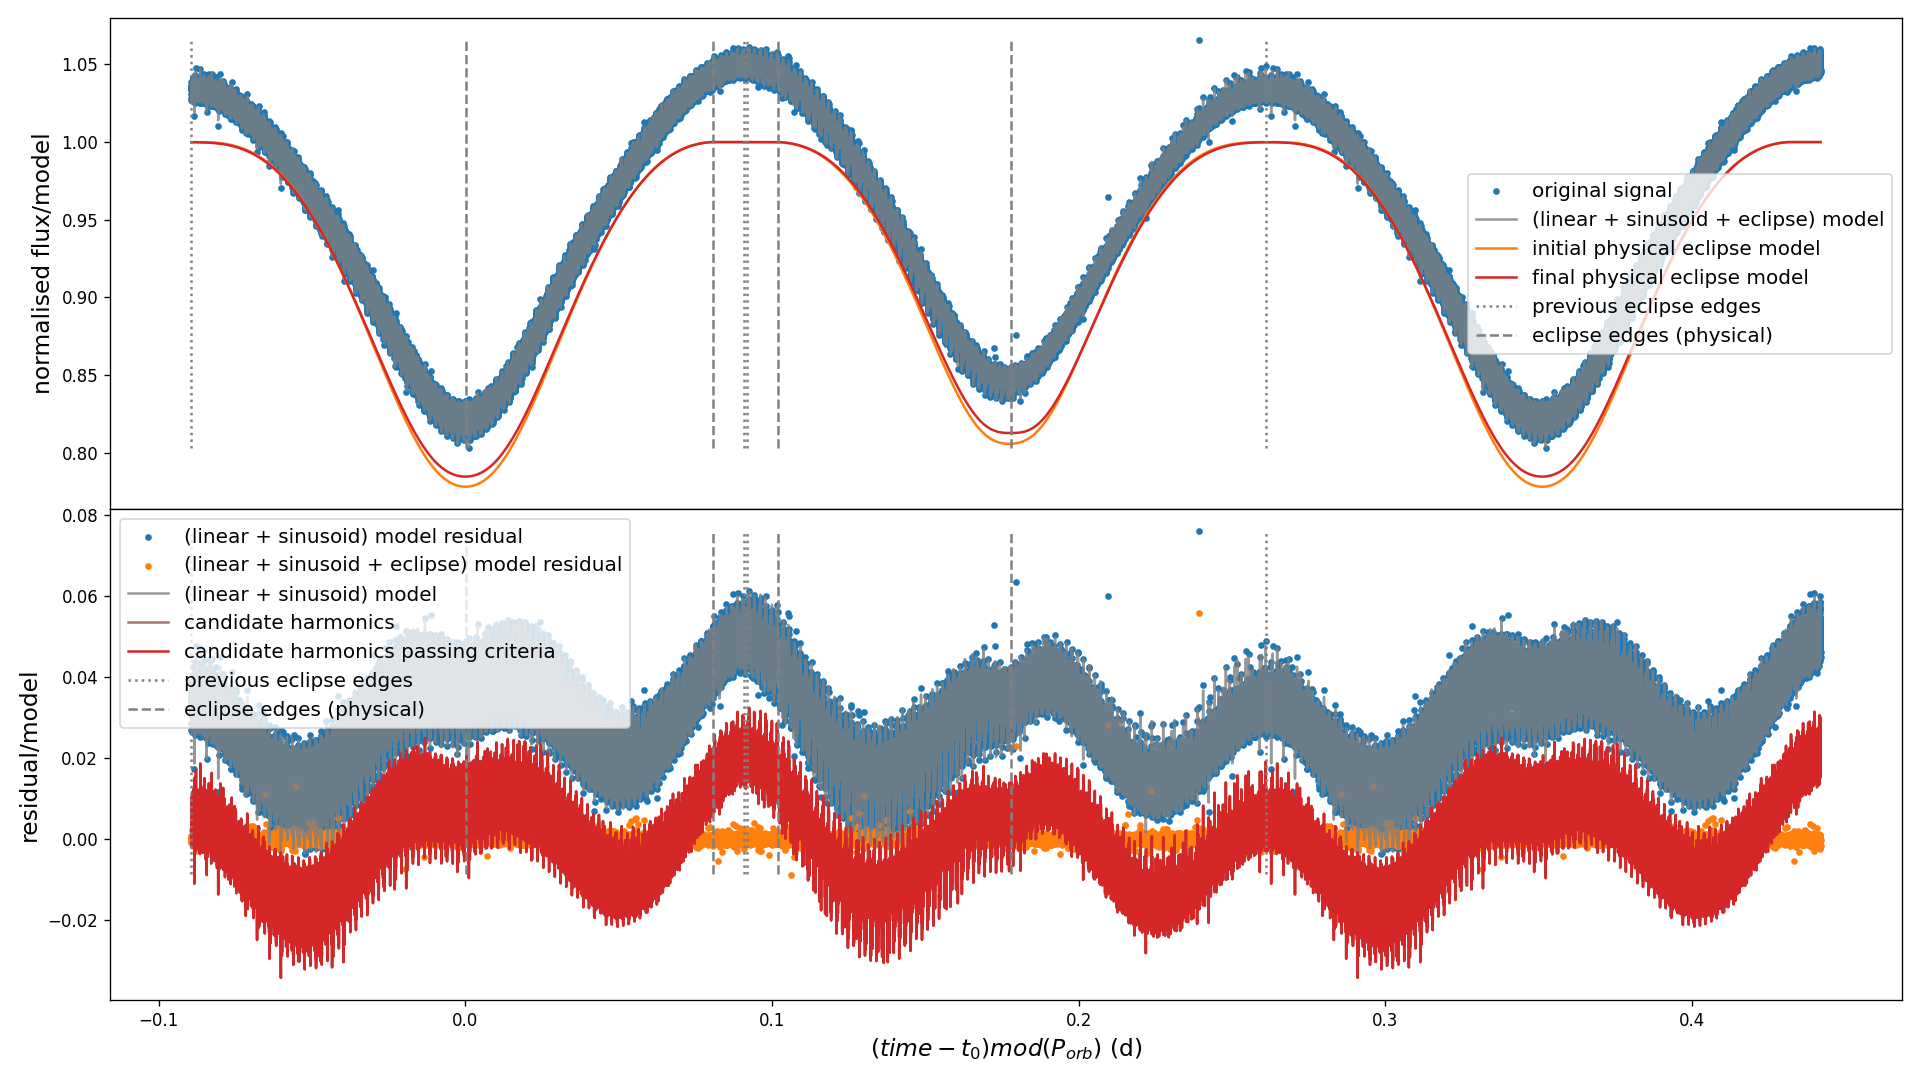 normalised flux/model
1.05
1.00
0.95
0.90
0.85
0.80
original signal
(linear + sinusoid + eclipse) model
initial physical eclipse model
final physical eclipse model
previous eclipse edges
eclipse edges (physical)
residual/model
0.08
0.06
0.04
0.02
0.00
−0.02
(linear + sinusoid) model residual
(linear + sinusoid + eclipse) model residual
(linear + sinusoid) model
candidate harmonics
candidate harmonics passing criteria
previous eclipse edges
eclipse edges (physical)
−0.1 0.0 0.1 0.2 0.3 0.4
(time − t₀)mod(P_orb) (d)